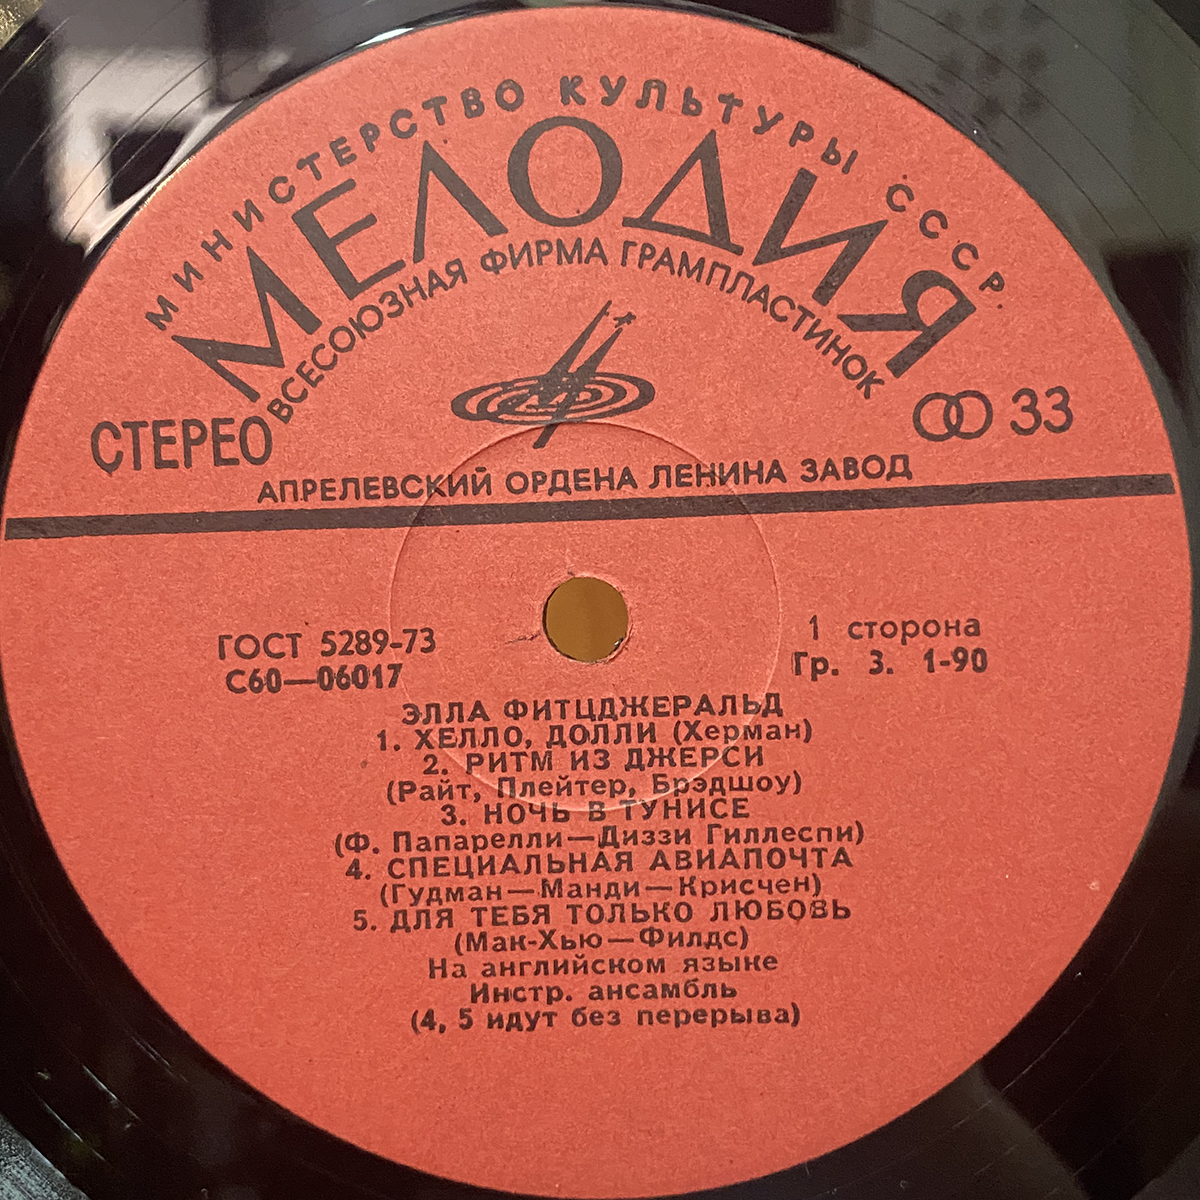 МИНИСТЕРСТВО КУЛЬТУРЫ СССР.
МЕЛОДИЯ
ВСЕСОЮЗНАЯ ФИРМА ГРАМПЛАСТИНОК
СТЕРЕО
33
АПРЕЛЕВСКИЙ ОРДЕНА ЛЕНИНА ЗАВОД
ГОСТ 5289-73
С60—06017
1 сторона
Гр. 3. 1-90
ЭЛЛА ФИТЦДЖЕРАЛЬД
1. ХЕЛЛО, ДОЛЛИ (Херман)
2. РИТМ ИЗ ДЖЕРСИ
(Райт, Плейтер, Брэдшоу)
3. НОЧЬ В ТУНИСЕ
(Ф. Папарелли—Диззи Гиллеспи)
4. СПЕЦИАЛЬНАЯ АВИАПОЧТА
(Гудман—Манди—Крисчен)
5. ДЛЯ ТЕБЯ ТОЛЬКО ЛЮБОВЬ
(Мак-Хью—Филдс)
На английском языке
Инстр. ансамбль
(4, 5 идут без перерыва)